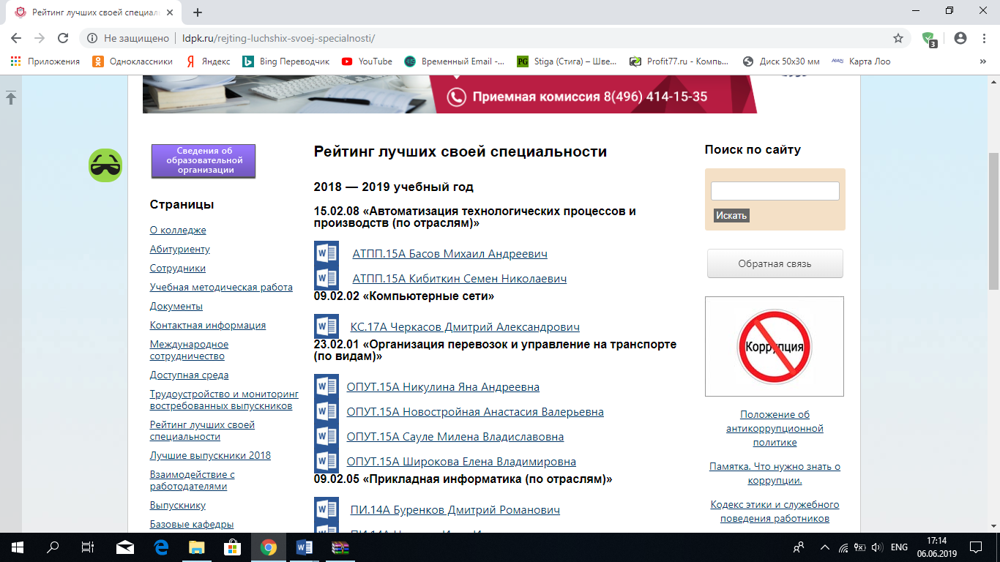 Рейтинг лучших своей специаль
Не защищено
ldpk.ru/rejting-luchshix-svoej-specialnosti/
3
Приложения
Одноклассники
Яндекс
Bing Переводчик
YouTube
Временный Email -...
PG
Stiga (Стига) – Шве...
Profit77.ru - Компь...
Диск 50x30 мм
Карта Лоо
»
Приемная комиссия 8(496) 414-15-35
Сведения об
образовательной
организации
Страницы
О колледже
Абитуриенту
Сотрудники
Учебная методическая работа
Документы
Контактная информация
Международное
сотрудничество
Доступная среда
Трудоустройство и мониторинг
востребованных выпускников
Рейтинг лучших своей
специальности
Лучшие выпускники 2018
Взаимодействие с
работодателями
Выпускнику
Базовые кафедры
Рейтинг лучших своей специальности
2018 — 2019 учебный год
15.02.08 «Автоматизация технологических процессов и
производств (по отраслям)»
АТПП.15А Басов Михаил Андреевич
АТПП.15А Кибиткин Семен Николаевич
09.02.02 «Компьютерные сети»
КС.17А Черкасов Дмитрий Александрович
23.02.01 «Организация перевозок и управление на транспорте
(по видам)»
ОПУТ.15А Никулина Яна Андреевна
ОПУТ.15А Новостройная Анастасия Валерьевна
ОПУТ.15А Сауле Милена Владиславовна
ОПУТ.15А Широкова Елена Владимировна
09.02.05 «Прикладная информатика (по отраслям)»
ПИ.14А Буренков Дмитрий Романович
Поиск по сайту
Искать
Обратная связь
Коррупция
Положение об
антикоррупционной
политике
Памятка. Что нужно знать о
коррупции.
Кодекс этики и служебного
поведения работников
ENG
17:14
06.06.2019